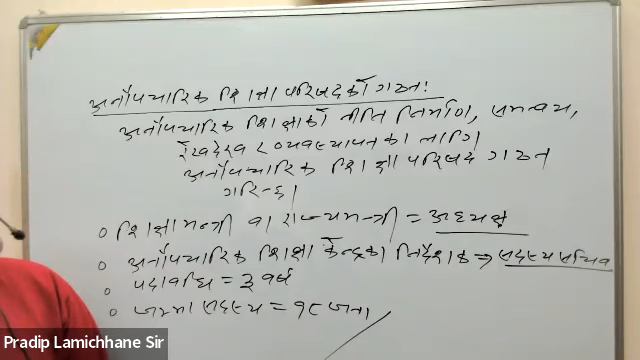 अनौपचारिक शिक्षा परिषदको गठन:
अनौपचारिक शिक्षाको नीति निर्माण, समन्वय,
रेखदेख र व्यवस्थापनका लागि
अनौपचारिक शिक्षा परिषद गठन
गरिन्छ।
० शिक्षामन्त्री वा राज्यमन्त्री = अध्यक्ष
० अनौपचारिक शिक्षा केन्द्रका निर्देशक ⇒ सदस्य सचिव
० पदावधि = ३ वर्ष
० जम्मा सदस्य = १८ जना
Pradip Lamichhane Sir